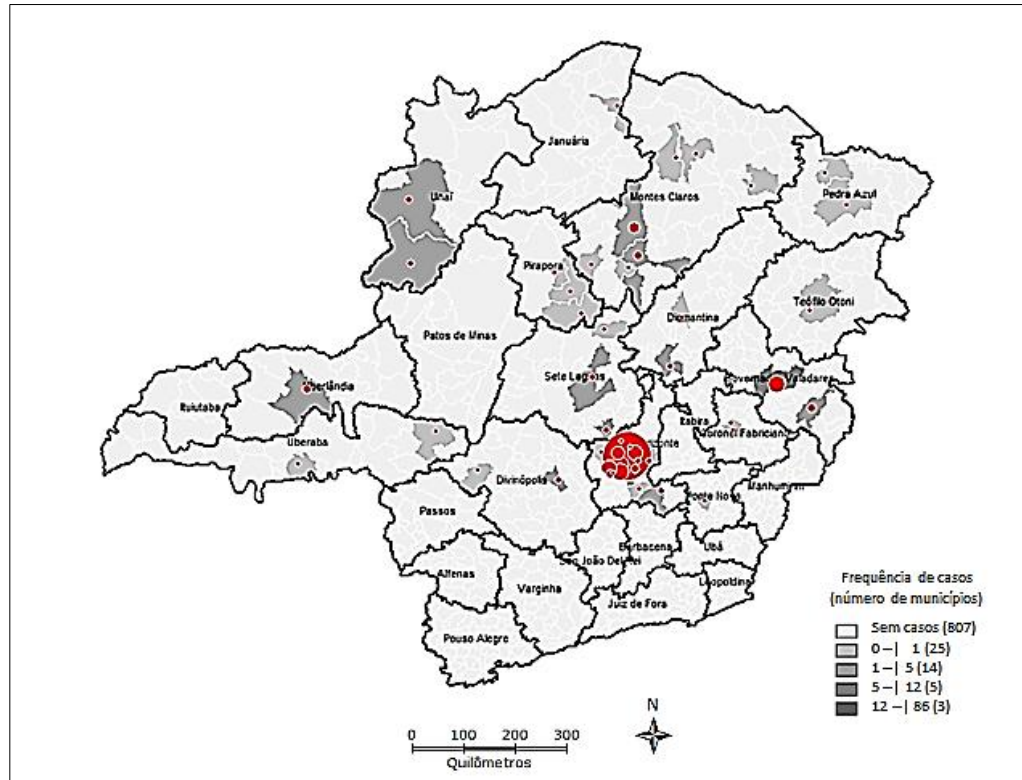 Januária
Unaí
Montes Claros
Pedra Azul
Pirapora
Teófilo Otoni
Diamantina
Patos de Minas
Sete Lagoas
Governador Valadares
Uberlândia
Ituiutaba
Itabira
Coronel Fabriciano
Uberaba
Divinópolis
Ponte Nova
Passos
Barbacena
Ubá
São João Del Rei
Alfenas
Varginha
Leopoldina
Juiz de Fora
Pouso Alegre
Frequência de casos
(número de municípios)
Sem casos (807)
0 –| 1 (25)
1 –| 5 (14)
5 –| 12 (5)
12 –| 86 (3)
N
0 100 200 300
Quilômetros